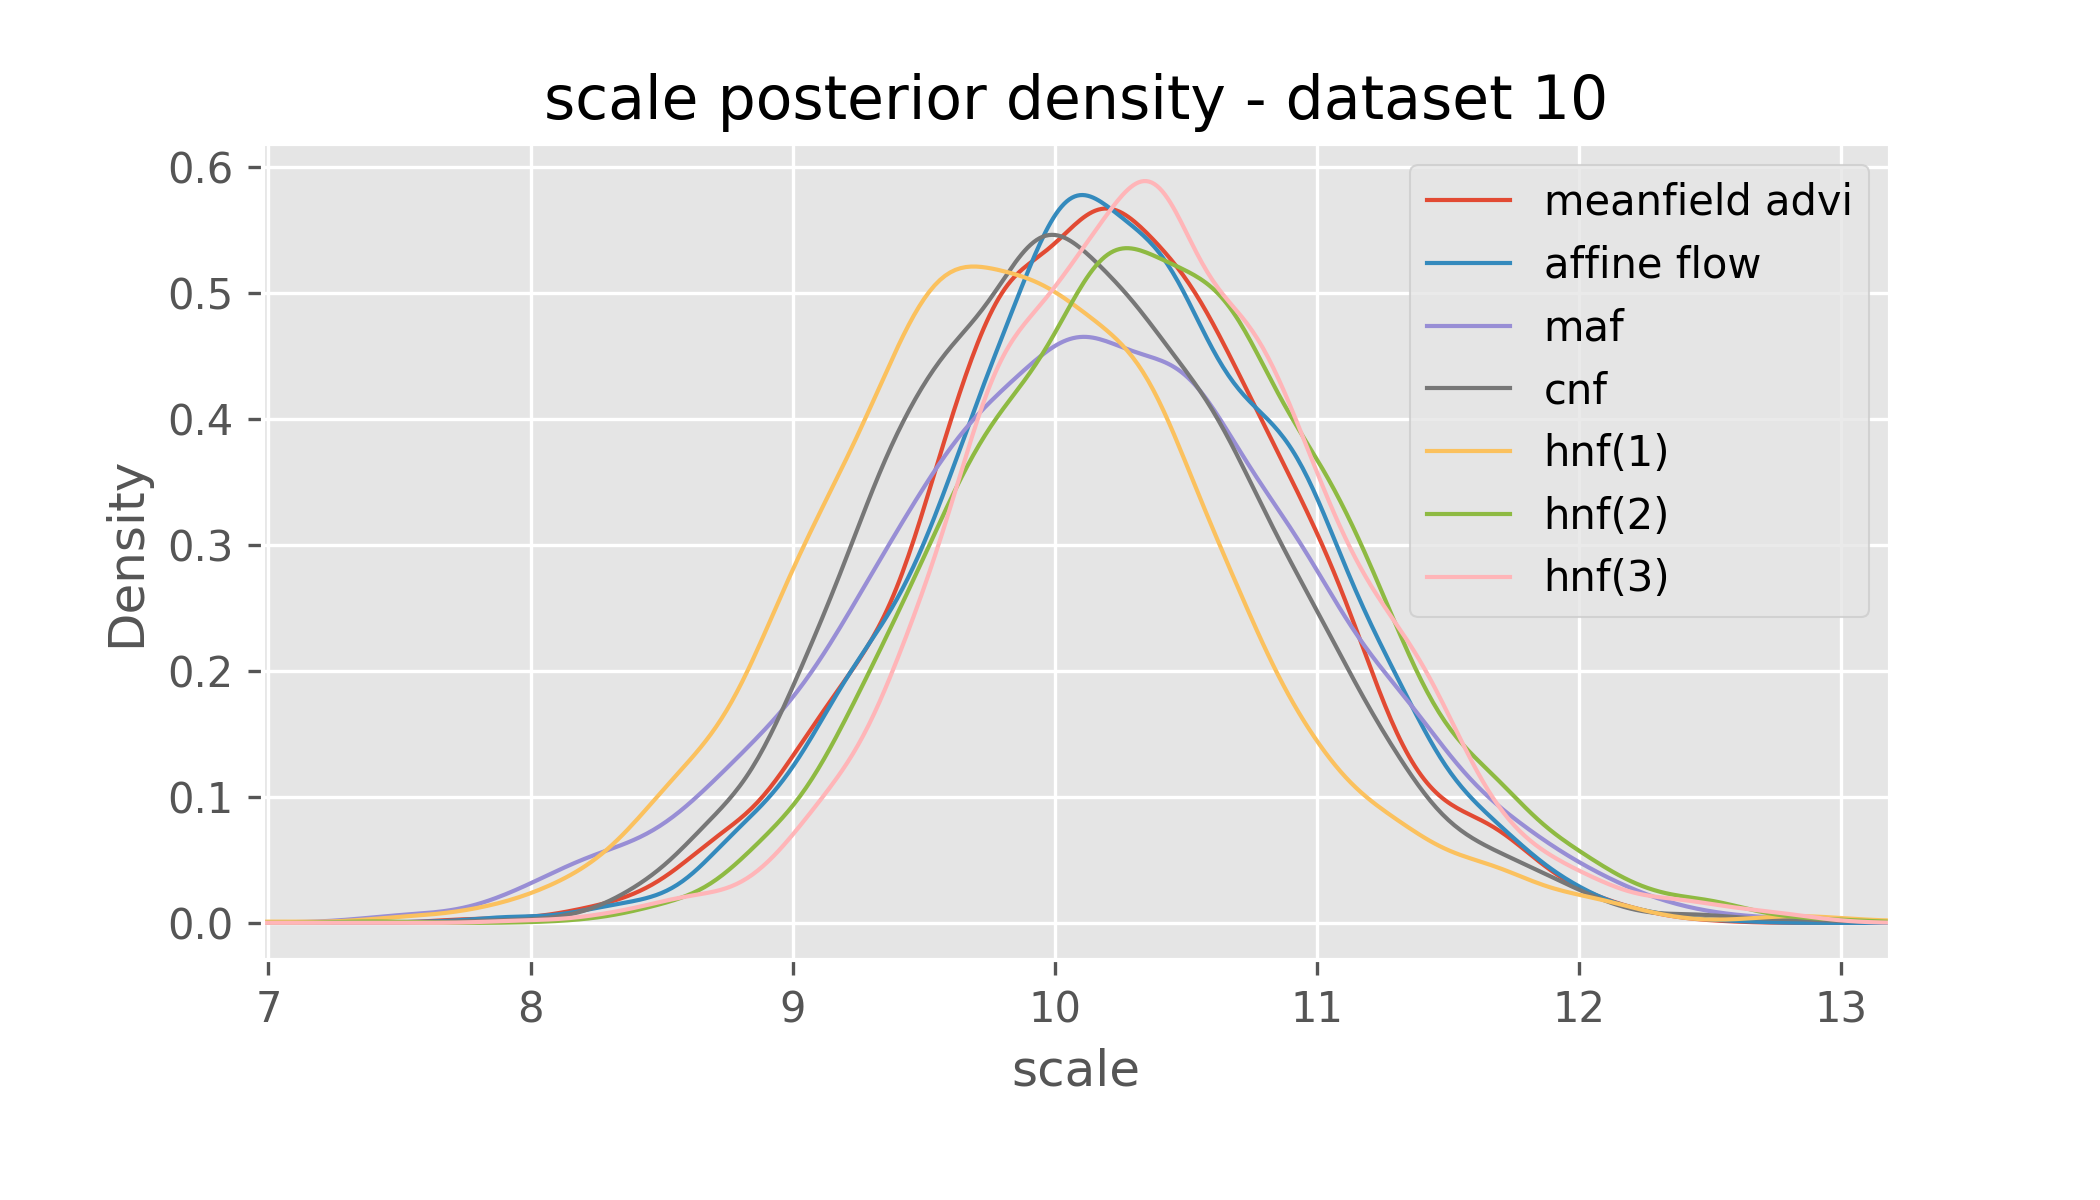 scale posterior density - dataset 10
0.6
0.5
0.4
0.3
0.2
0.1
0.0
Density
meanfield advi
affine flow
maf
cnf
hnf(1)
hnf(2)
hnf(3)
7 8 9 10 11 12 13
scale